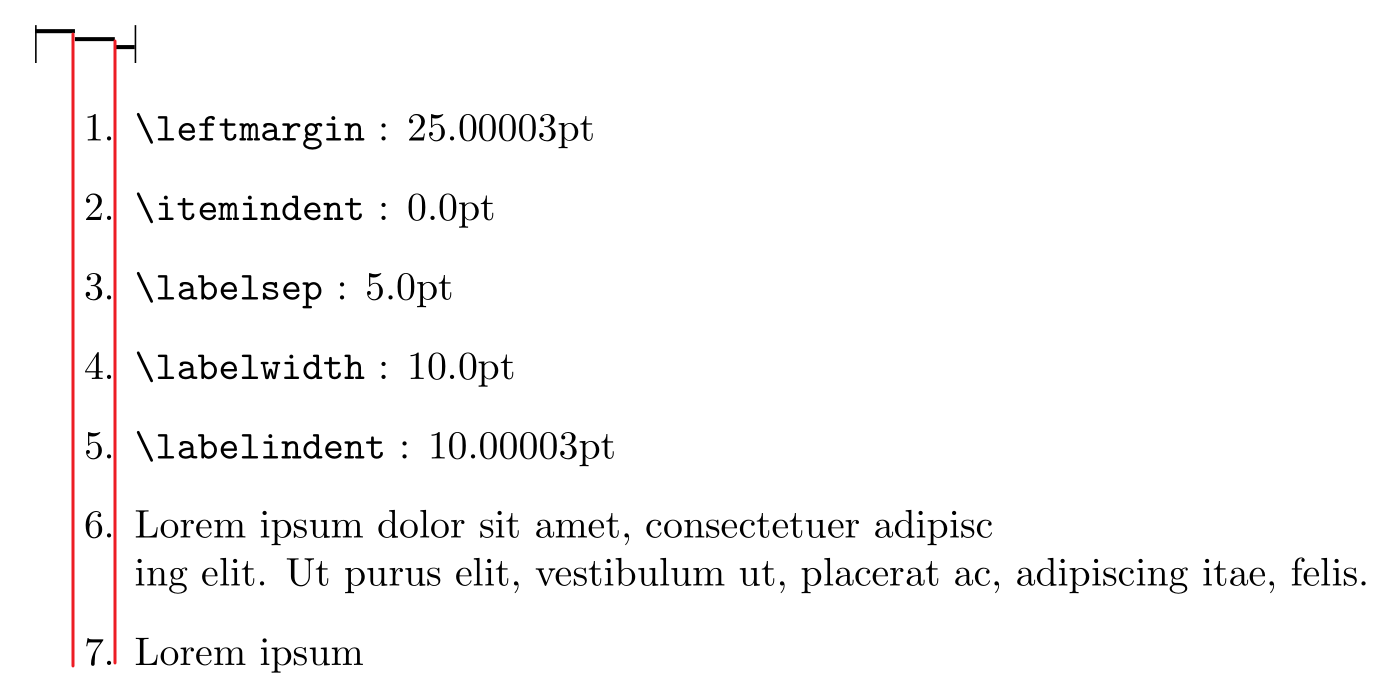 1. \leftmargin : 25.00003pt
2. \itemindent : 0.0pt
3. \labelsep : 5.0pt
4. \labelwidth : 10.0pt
5. \labelindent : 10.00003pt
6. Lorem ipsum dolor sit amet, consectetuer adipisc
ing elit. Ut purus elit, vestibulum ut, placerat ac, adipiscing itae, felis.
7. Lorem ipsum